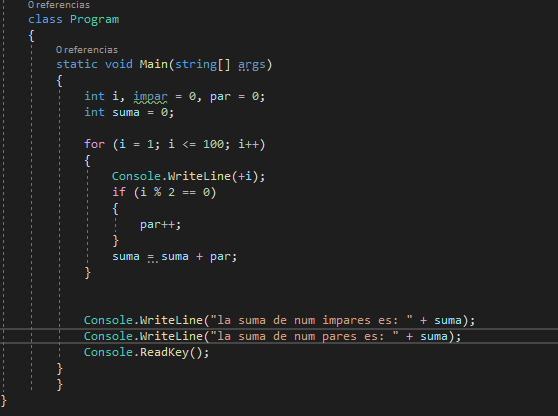 0 referencias
class Program
{
0 referencias
static void Main(string[] args)
{
int i, impar = 0, par = 0;
int suma = 0;
for (i = 1; i <= 100; i++)
{
Console.WriteLine(+i);
if (i % 2 == 0)
{
par++;
}
suma = suma + par;
}
Console.WriteLine("la suma de num impares es: " + suma);
Console.WriteLine("la suma de num pares es: " + suma);
Console.ReadKey();
}
}
}